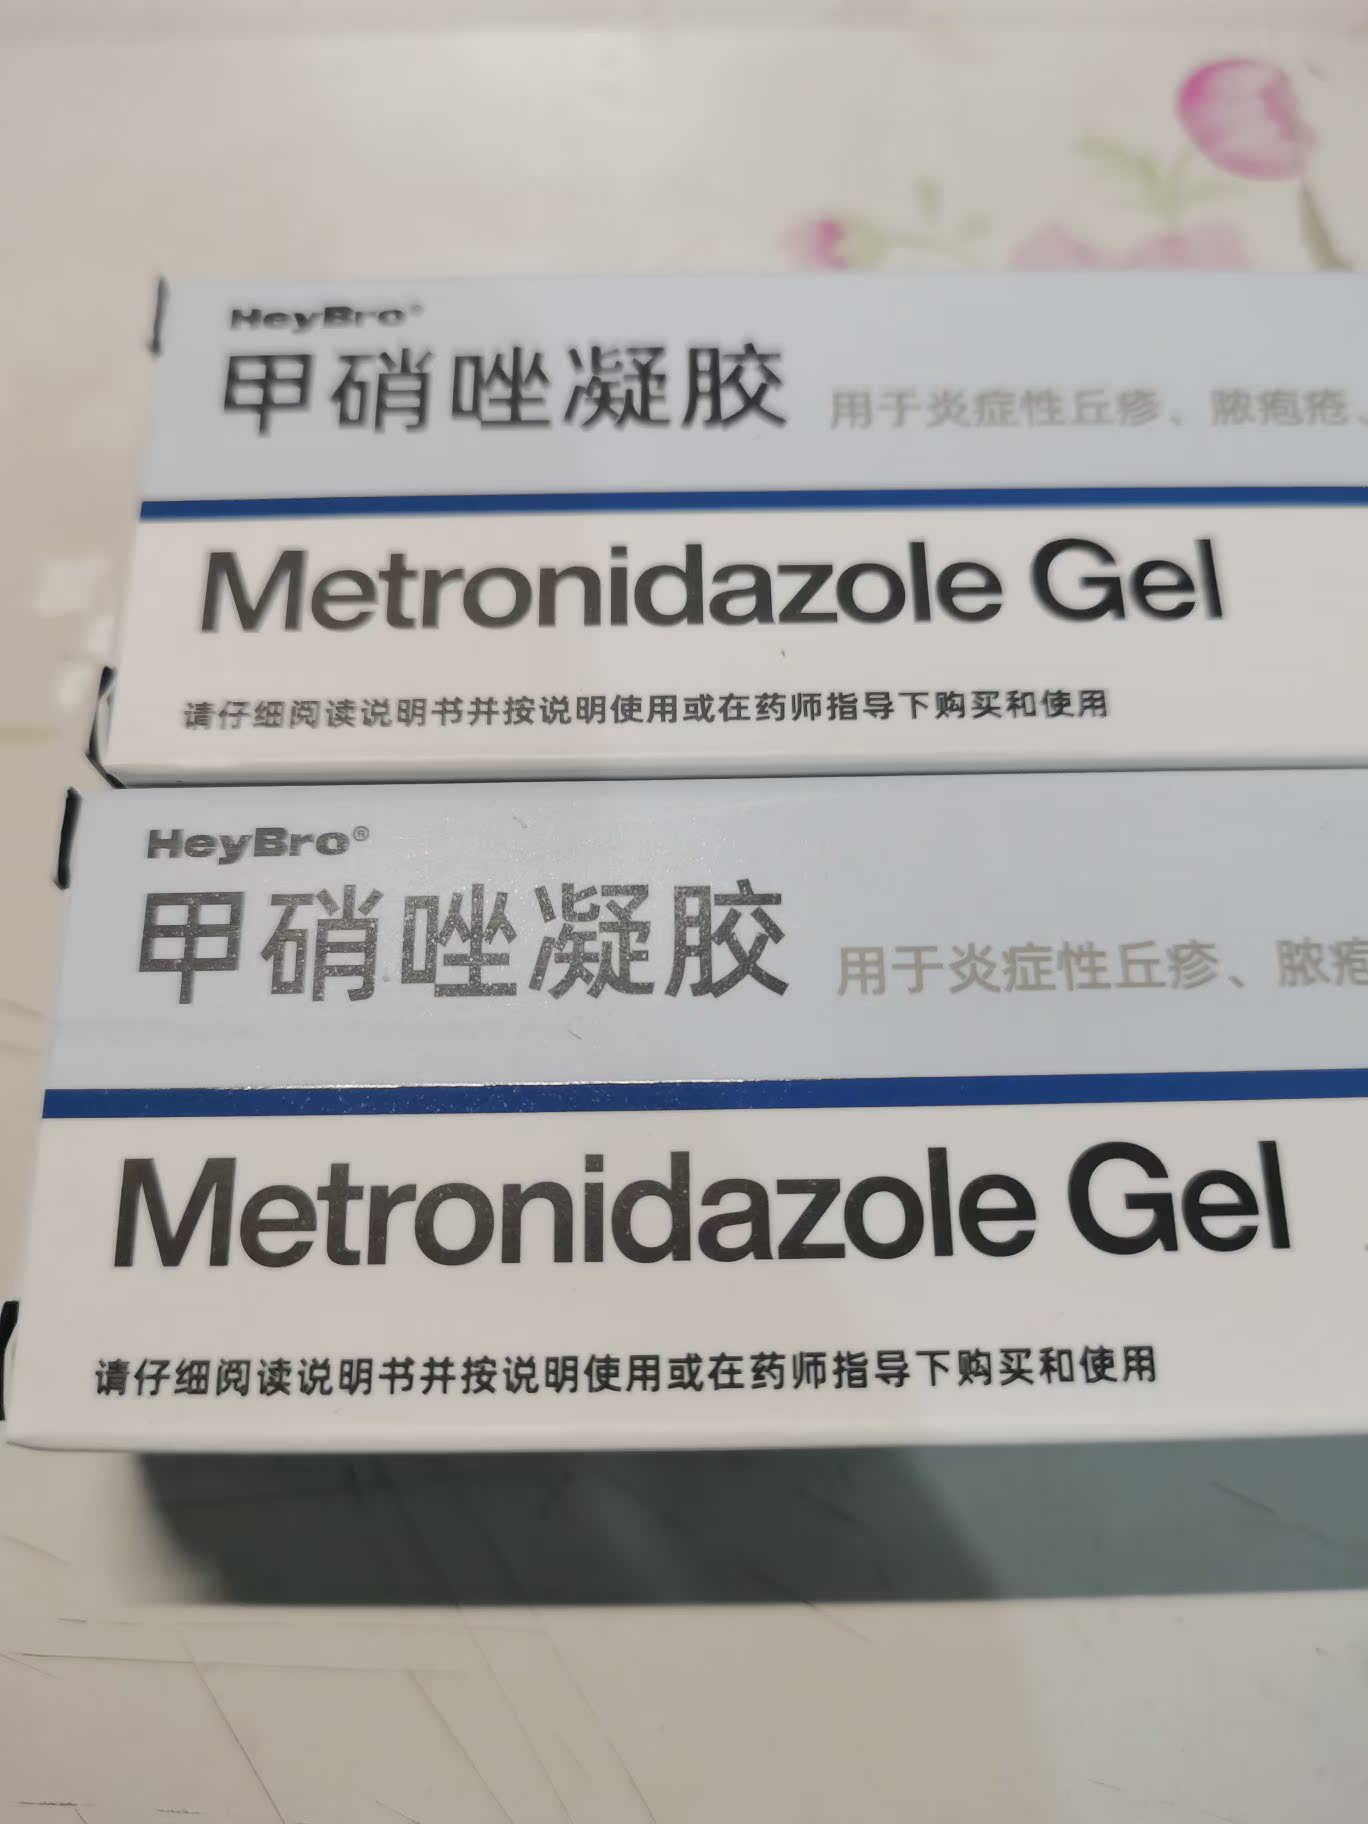 HeyBro®
甲硝唑凝胶 用于炎症性丘疹、脓疱疮、
Metronidazole Gel
请仔细阅读说明书并按说明使用或在药师指导下购买和使用
HeyBro®
甲硝唑凝胶 用于炎症性丘疹、脓疱
Metronidazole Gel
请仔细阅读说明书并按说明使用或在药师指导下购买和使用